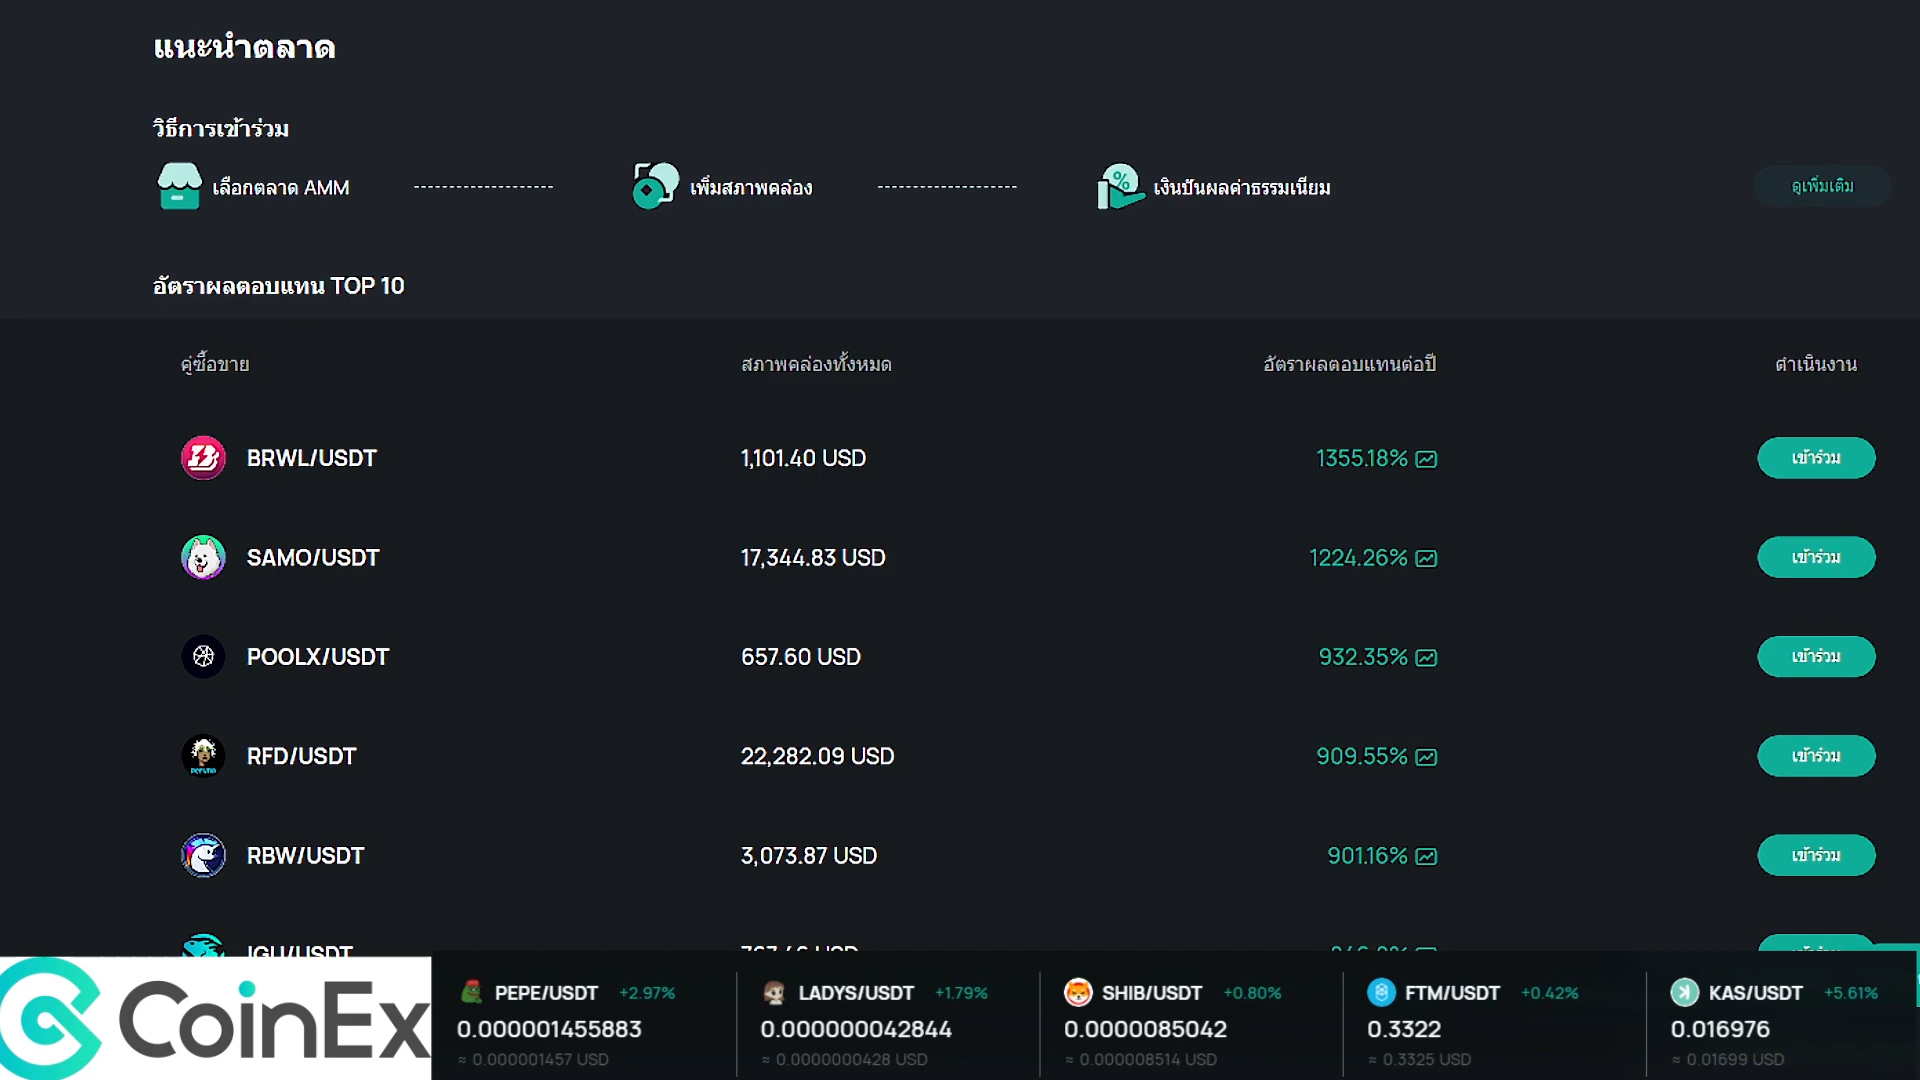 แนะนำตลาด
วิธีการเข้าร่วม
เลือกตลาด AMM
เพิ่มสภาพคล่อง
เงินปันผลค่าธรรมเนียม
ดูเพิ่มเติม
อัตราผลตอบแทน TOP 10
คู่ซื้อขาย สภาพคล่องทั้งหมด อัตราผลตอบแทนต่อปี ดำเนินงาน
BRWL/USDT 1,101.40 USD 1355.18% เข้าร่วม
SAMO/USDT 17,344.83 USD 1224.26% เข้าร่วม
POOLX/USDT 657.60 USD 932.35% เข้าร่วม
RFD/USDT 22,282.09 USD 909.55% เข้าร่วม
RBW/USDT 3,073.87 USD 901.16% เข้าร่วม
IGU/USDT
CoinEx
PEPE/USDT +2.97%
0.000001455883
≈ 0.000001457 USD
LADYS/USDT +1.79%
0.000000042844
≈ 0.0000000428 USD
SHIB/USDT +0.80%
0.0000085042
≈ 0.000008514 USD
FTM/USDT +0.42%
0.3322
≈ 0.3325 USD
KAS/USDT +5.61%
0.016976
≈ 0.01699 USD